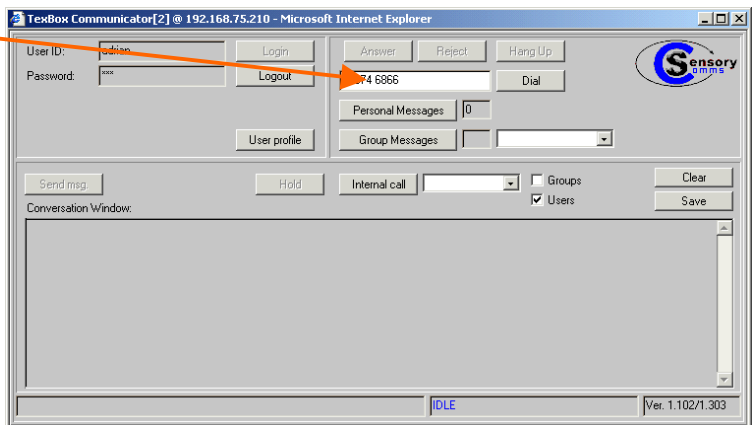 TexBox Communicator[2] @ 192.168.75.210 - Microsoft Internet Explorer
User ID: adrian Login
Password: *** Logout
User profile
Answer Reject Hang Up
74 6866 Dial
Personal Messages 0
Group Messages
Sensory
Comms
Send msg. Hold Internal call Groups Clear
Users Save
Conversation Window:
IDLE Ver. 1.102/1.303